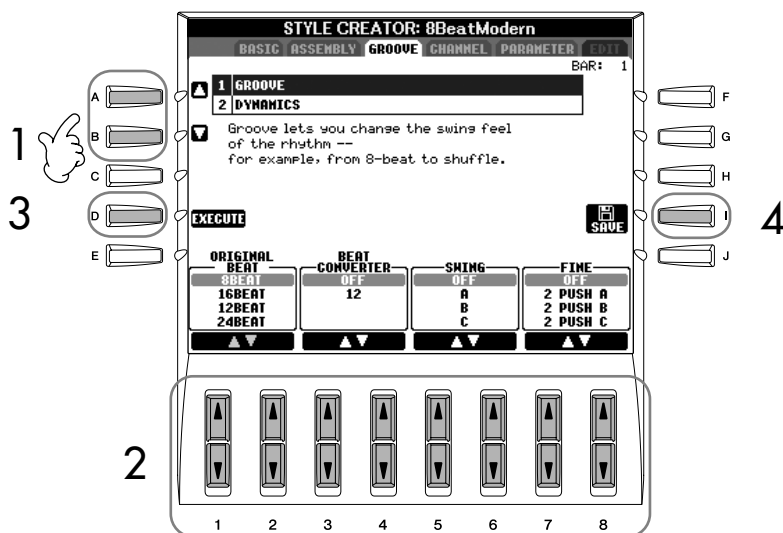 STYLE CREATOR: 8BeatModern
BASIC ASSEMBLY GROOVE CHANNEL PARAMETER EDIT
BAR: 1
1 GROOVE
2 DYNAMICS
Groove lets you change the swing feel
of the rhythm --
for example, from 8-beat to shuffle.
A
B
C
D
E
F
G
H
I
J
1
3
4
EXECUTE
SAVE
ORIGINAL BEAT
8BEAT
16BEAT
12BEAT
24BEAT
BEAT CONVERTER
OFF
12
SWING
OFF
A
B
C
FINE
OFF
2 PUSH A
2 PUSH B
2 PUSH C
2
1 2 3 4 5 6 7 8